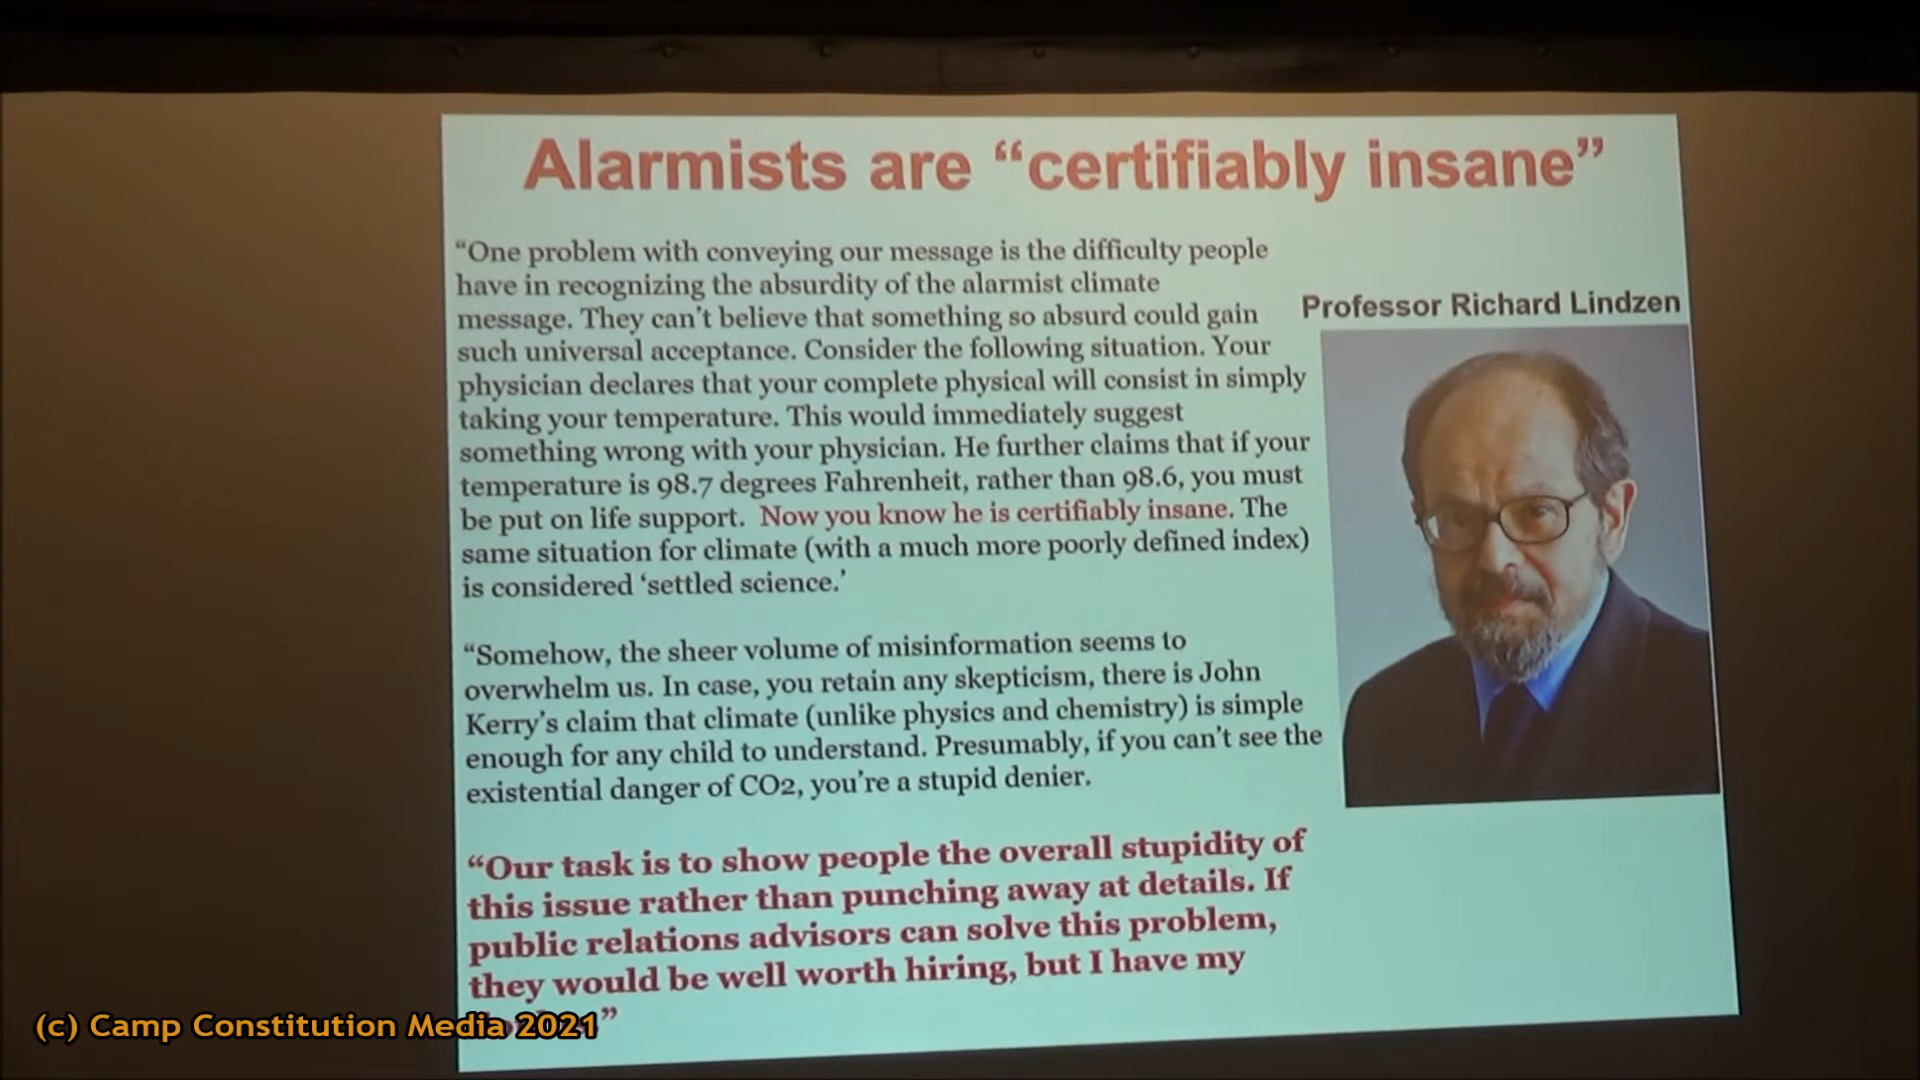 Alarmists are “certifiably insane”
“One problem with conveying our message is the difficulty people
have in recognizing the absurdity of the alarmist climate
message. They can’t believe that something so absurd could gain
such universal acceptance. Consider the following situation. Your
physician declares that your complete physical will consist in simply
taking your temperature. This would immediately suggest
something wrong with your physician. He further claims that if your
temperature is 98.7 degrees Fahrenheit, rather than 98.6, you must
be put on life support. Now you know he is certifiably insane. The
same situation for climate (with a much more poorly defined index)
is considered ‘settled science.’
“Somehow, the sheer volume of misinformation seems to
overwhelm us. In case, you retain any skepticism, there is John
Kerry’s claim that climate (unlike physics and chemistry) is simple
enough for any child to understand. Presumably, if you can’t see the
existential danger of CO2, you’re a stupid denier.
“Our task is to show people the overall stupidity of
this issue rather than punching away at details. If
public relations advisors can solve this problem,
they would be well worth hiring, but I have my
”
Professor Richard Lindzen
(c) Camp Constitution Media 2021